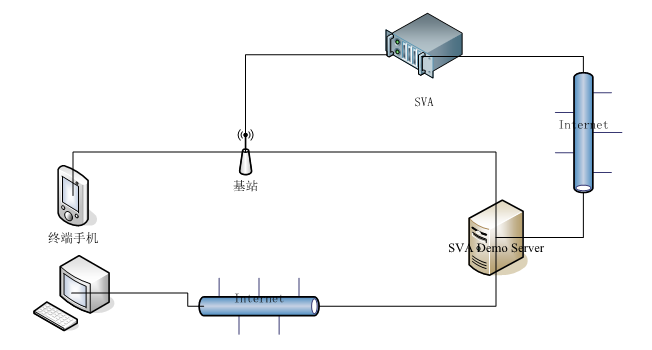 SVA
Internet
基站
终端手机
SVA Demo Server
Internet